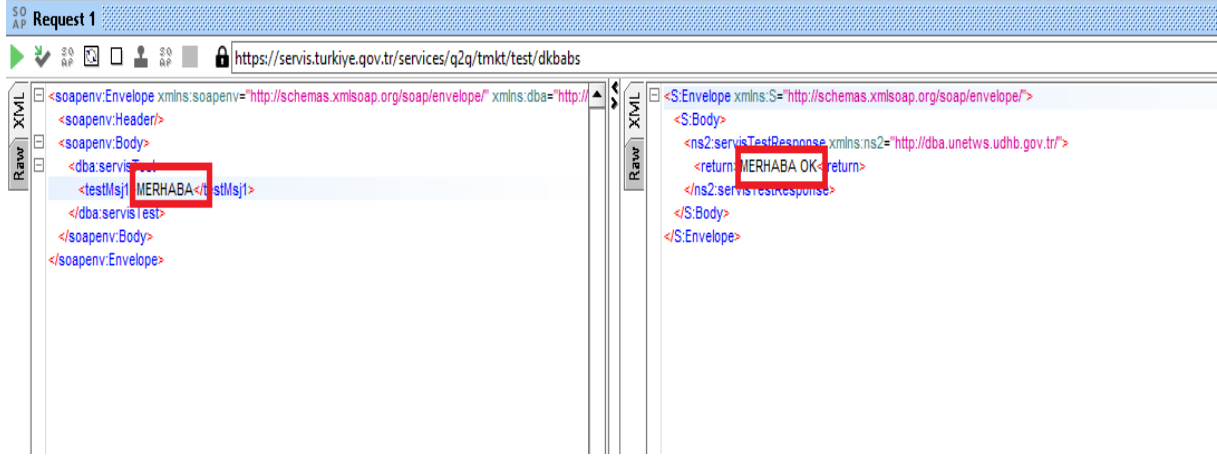 SO AP Request 1
https://servis.turkiye.gov.tr/services/g2g/tmkt/test/dkbabs
XML
Raw
<soapenv:Envelope xmlns:soapenv="http://schemas.xmlsoap.org/soap/envelope/" xmlns:dba="http://
<soapenv:Header/>
<soapenv:Body>
<dba:servisTest
<testMsj1 MERHABA</testMsj1>
</dba:servisTest>
</soapenv:Body>
</soapenv:Envelope>
XML
Raw
<S:Envelope xmlns:S="http://schemas.xmlsoap.org/soap/envelope/">
<S:Body>
<ns2:servisTestResponse xmlns:ns2="http://dba.unetws.udhb.gov.tr/">
<return MERHABA OK< return>
</ns2:servisTestResponse>
</S:Body>
</S:Envelope>